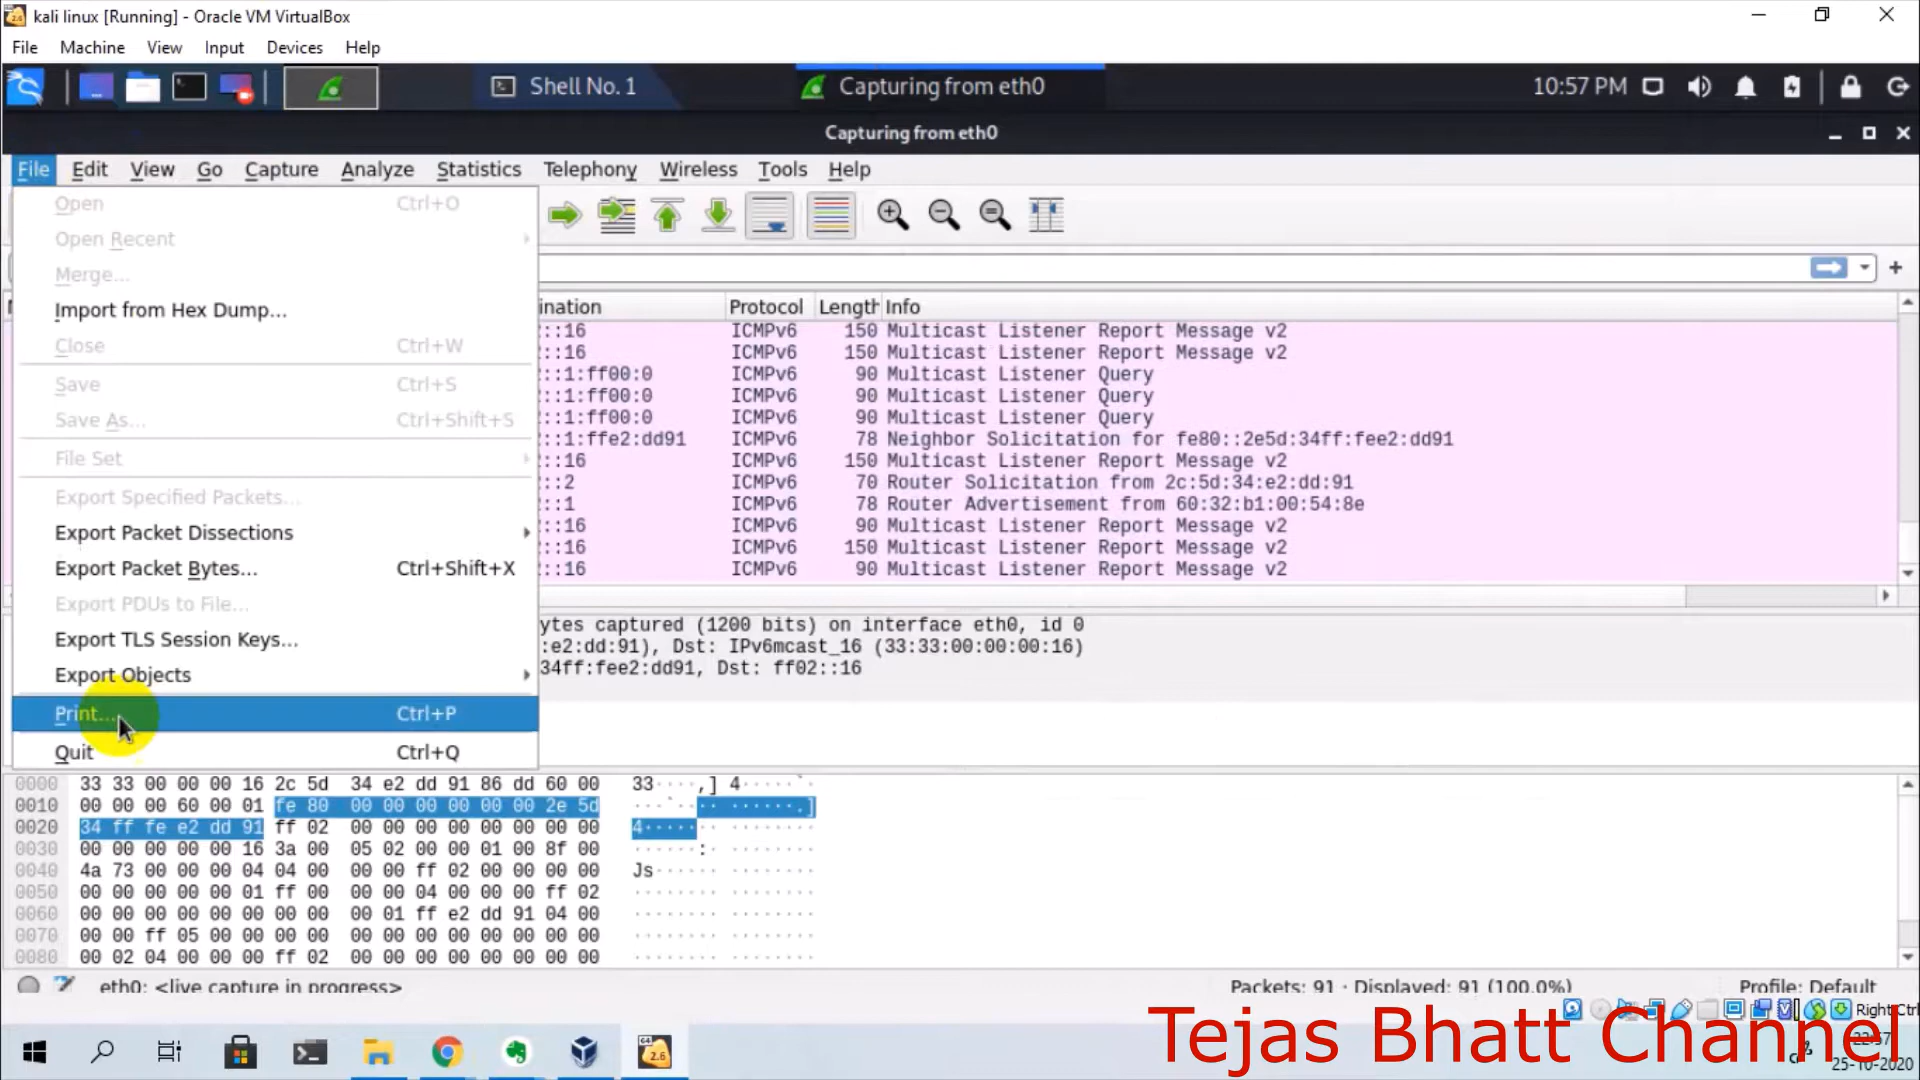 kali linux [Running] - Oracle VM VirtualBox
File Machine View Input Devices Help
Shell No. 1
Capturing from eth0
10:57 PM
Capturing from eth0
File Edit View Go Capture Analyze Statistics Telephony Wireless Tools Help
Open Ctrl+O
Open Recent
Merge...
Import from Hex Dump...
Close Ctrl+W
Save Ctrl+S
Save As... Ctrl+Shift+S
File Set
Export Specified Packets...
Export Packet Dissections
Export Packet Bytes... Ctrl+Shift+X
Export PDUs to File...
Export TLS Session Keys...
Export Objects
Print... Ctrl+P
Quit Ctrl+Q
ination Protocol Length Info
::16 ICMPv6 150 Multicast Listener Report Message v2
::16 ICMPv6 150 Multicast Listener Report Message v2
::1:ff00:0 ICMPv6 90 Multicast Listener Query
::1:ff00:0 ICMPv6 90 Multicast Listener Query
::1:ff00:0 ICMPv6 90 Multicast Listener Query
::1:ffe2:dd91 ICMPv6 78 Neighbor Solicitation for fe80::2e5d:34ff:fee2:dd91
::16 ICMPv6 150 Multicast Listener Report Message v2
::2 ICMPv6 70 Router Solicitation from 2c:5d:34:e2:dd:91
::1 ICMPv6 78 Router Advertisement from 60:32:b1:00:54:8e
::16 ICMPv6 90 Multicast Listener Report Message v2
::16 ICMPv6 150 Multicast Listener Report Message v2
::16 ICMPv6 90 Multicast Listener Report Message v2
ytes captured (1200 bits) on interface eth0, id 0
:e2:dd:91), Dst: IPv6mcast_16 (33:33:00:00:00:16)
34ff:fee2:dd91, Dst: ff02::16
0000 33 33 00 00 00 16 2c 5d 34 e2 dd 91 86 dd 60 00 33····,] 4·····`·
0010 00 00 00 60 00 01 fe 80 00 00 00 00 00 00 2e 5d ···`···· ······.]
0020 34 ff fe e2 dd 91 ff 02 00 00 00 00 00 00 00 00 4······· ········
0030 00 00 00 00 00 16 3a 00 05 02 00 00 01 00 8f 00 ······:· ········
0040 4a 73 00 00 00 04 04 00 00 00 ff 02 00 00 00 00 Js······ ········
0050 00 00 00 00 00 01 ff 00 00 00 04 00 00 00 ff 02 ········ ········
0060 00 00 00 00 00 00 00 00 00 01 ff e2 dd 91 04 00 ········ ········
0070 00 00 ff 05 00 00 00 00 00 00 00 00 00 00 00 00 ········ ········
0080 00 02 04 00 00 00 ff 02 00 00 00 00 00 00 00 00 ········ ········
eth0: <live capture in progress> Packets: 91 · Displayed: 91 (100.0%) Profile: Default
Right Ctrl
Tejas Bhatt Channel
22:57
25-10-2020